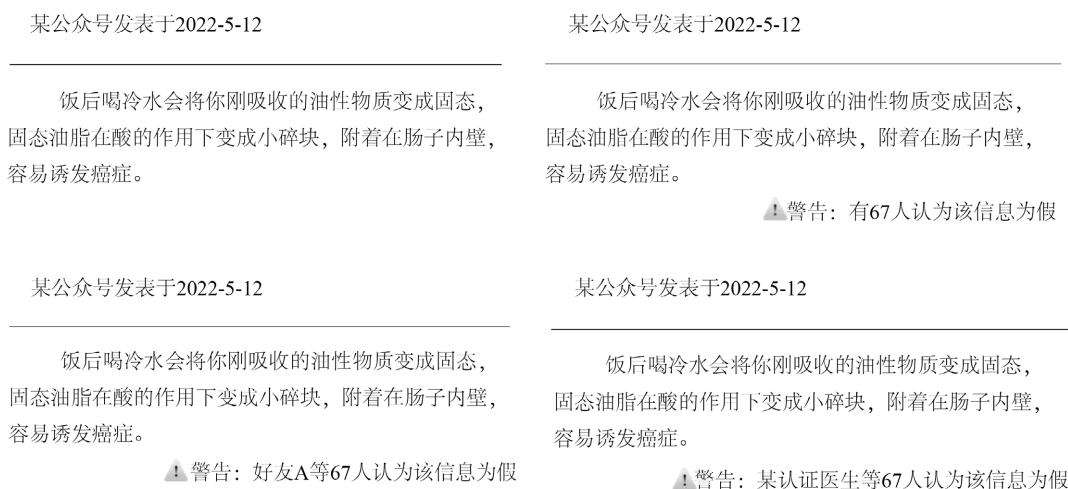 某公众号发表于2022-5-12
饭后喝冷水会将你刚吸收的油性物质变成固态，
固态油脂在酸的作用下变成小碎块，附着在肠子内壁，
容易诱发癌症。
某公众号发表于2022-5-12
饭后喝冷水会将你刚吸收的油性物质变成固态，
固态油脂在酸的作用下变成小碎块，附着在肠子内壁，
容易诱发癌症。
警告：有67人认为该信息为假
某公众号发表于2022-5-12
饭后喝冷水会将你刚吸收的油性物质变成固态，
固态油脂在酸的作用下变成小碎块，附着在肠子内壁，
容易诱发癌症。
警告：好友A等67人认为该信息为假
某公众号发表于2022-5-12
饭后喝冷水会将你刚吸收的油性物质变成固态，
固态油脂在酸的作用下变成小碎块，附着在肠子内壁，
容易诱发癌症。
警告：某认证医生等67人认为该信息为假